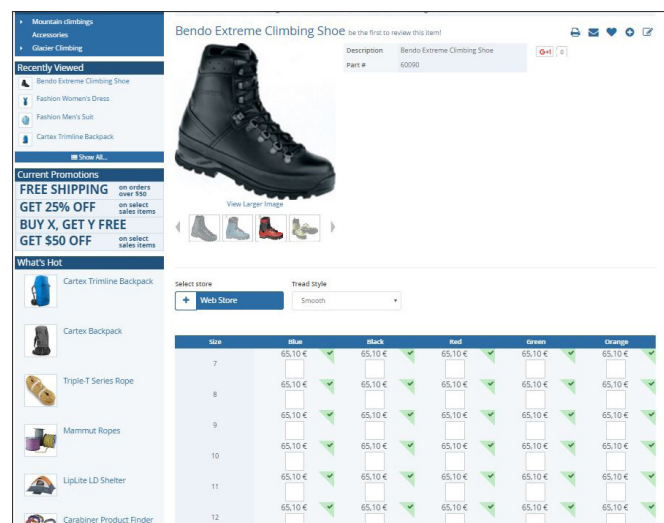 Mountain climbings
Accessories
Glacier Climbing
Recently Viewed
Bendo Extreme Climbing Shoe
Fashion Women's Dress
Fashion Men's Suit
Cartex Trimline Backpack
Show All...
Current Promotions
FREE SHIPPING on orders over $50
GET 25% OFF on select sales items
BUY X, GET Y FREE
GET $50 OFF on select sales items
What's Hot
Cartex Trimline Backpack
Cartex Backpack
Triple-T Series Rope
Mammut Ropes
LipLite LD Shelter
Carabiner Product Finder
Bendo Extreme Climbing Shoe be the first to review this item!
Description Bendo Extreme Climbing Shoe
Part # 60090
G+1 0
View Larger Image
Select store Tread Style
+ Web Store Smooth
Size Blue Black Red Green Orange
65,10 € 65,10 € 65,10 € 65,10 € 65,10 €
7
65,10 € 65,10 € 65,10 € 65,10 € 65,10 €
8
65,10 € 65,10 € 65,10 € 65,10 € 65,10 €
9
65,10 € 65,10 € 65,10 € 65,10 € 65,10 €
10
65,10 € 65,10 € 65,10 € 65,10 € 65,10 €
11
65,10 € 65,10 € 65,10 € 65,10 € 65,10 €
12